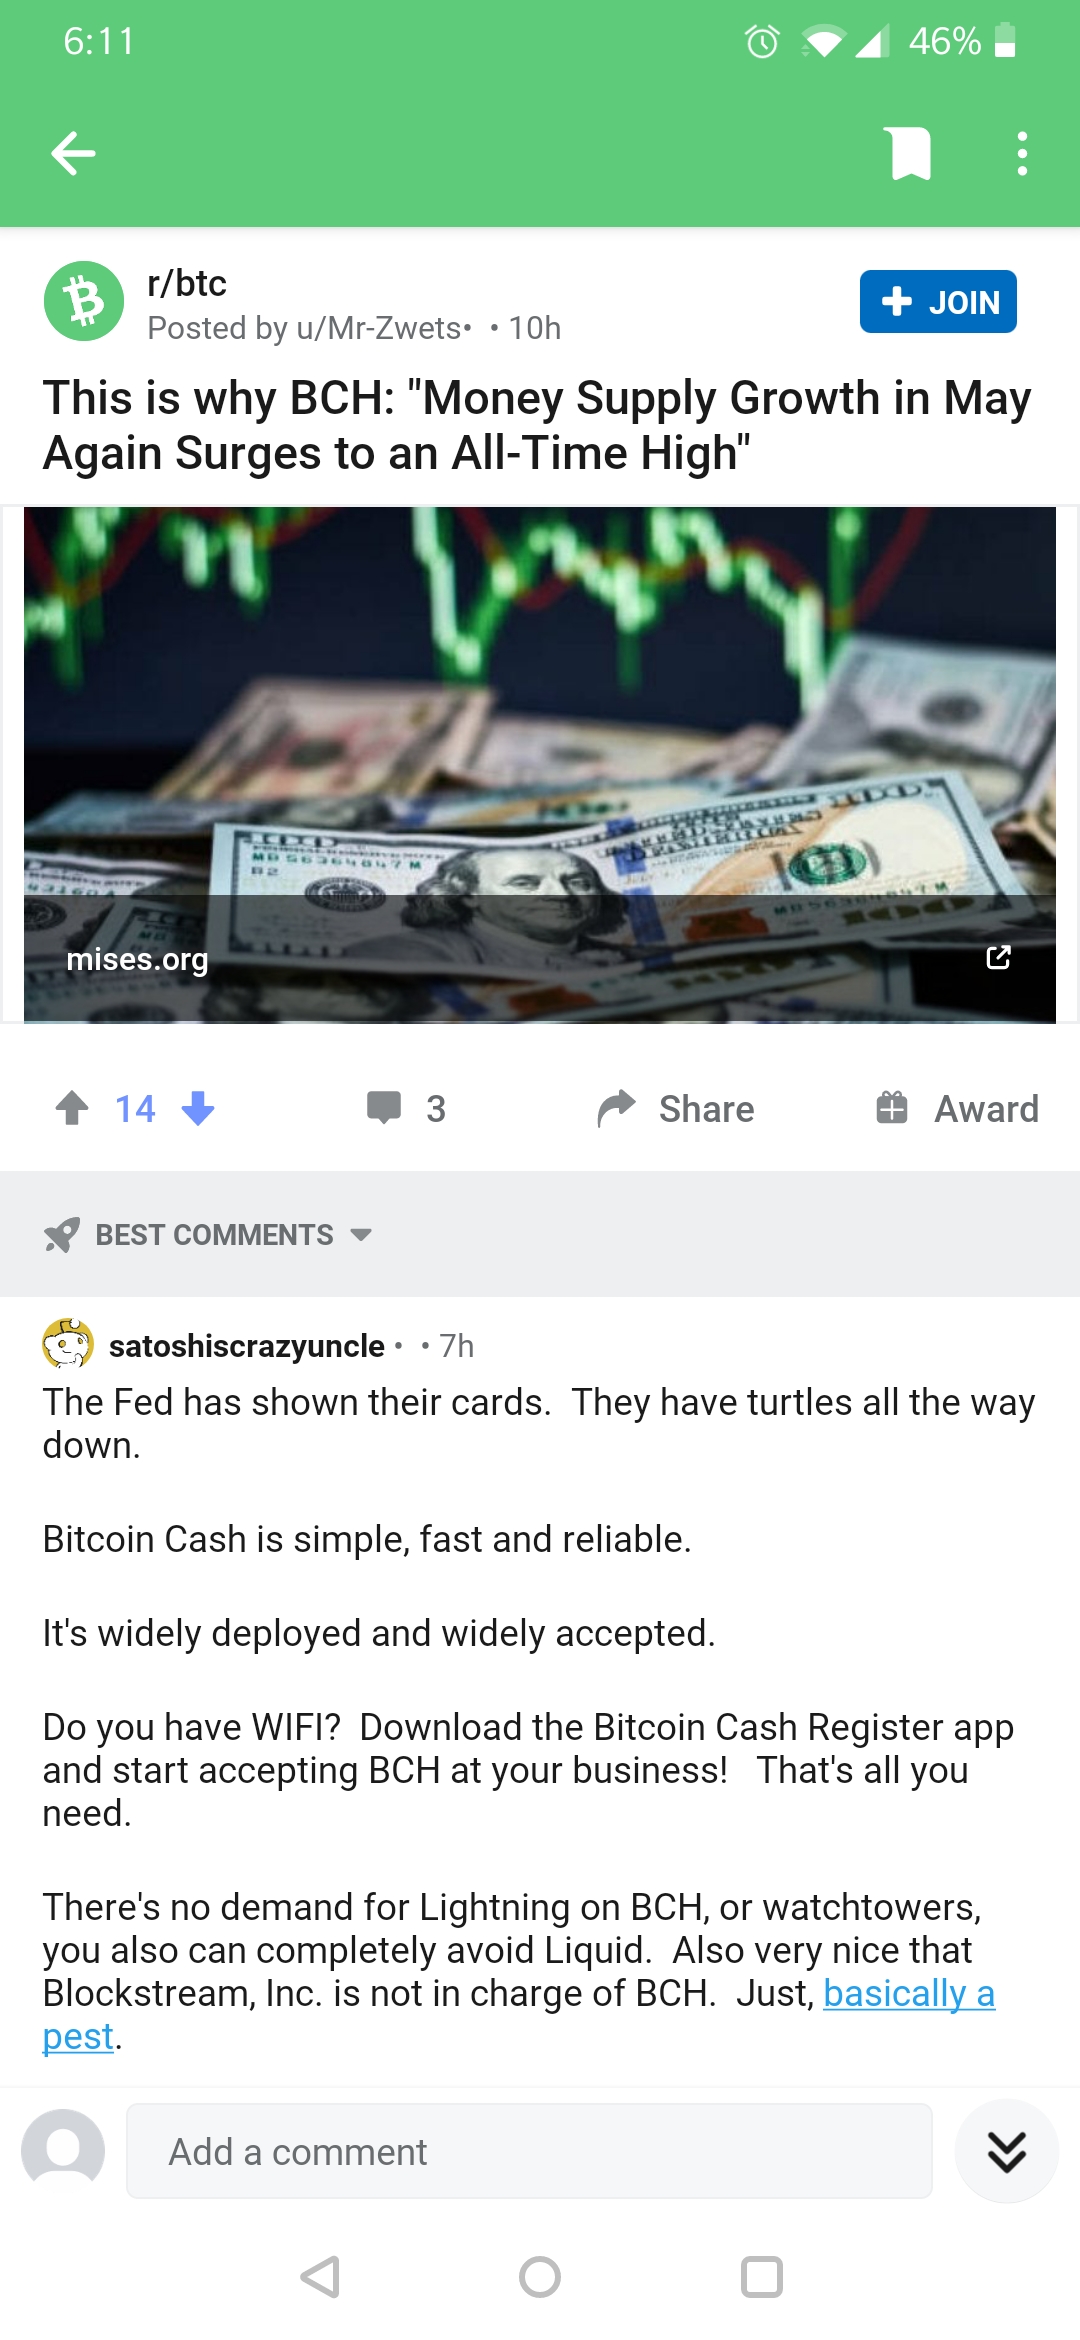 6:11
46%
r/btc
Posted by u/Mr-Zwets• • 10h
+ JOIN
This is why BCH: "Money Supply Growth in May
Again Surges to an All-Time High"
mises.org
14
3
Share
Award
BEST COMMENTS
satoshiscrazyuncle • • 7h
The Fed has shown their cards.  They have turtles all the way
down.
Bitcoin Cash is simple, fast and reliable.
It's widely deployed and widely accepted.
Do you have WIFI?  Download the Bitcoin Cash Register app
and start accepting BCH at your business!   That's all you
need.
There's no demand for Lightning on BCH, or watchtowers,
you also can completely avoid Liquid.  Also very nice that
Blockstream, Inc. is not in charge of BCH.  Just, basically a
pest.
Add a comment